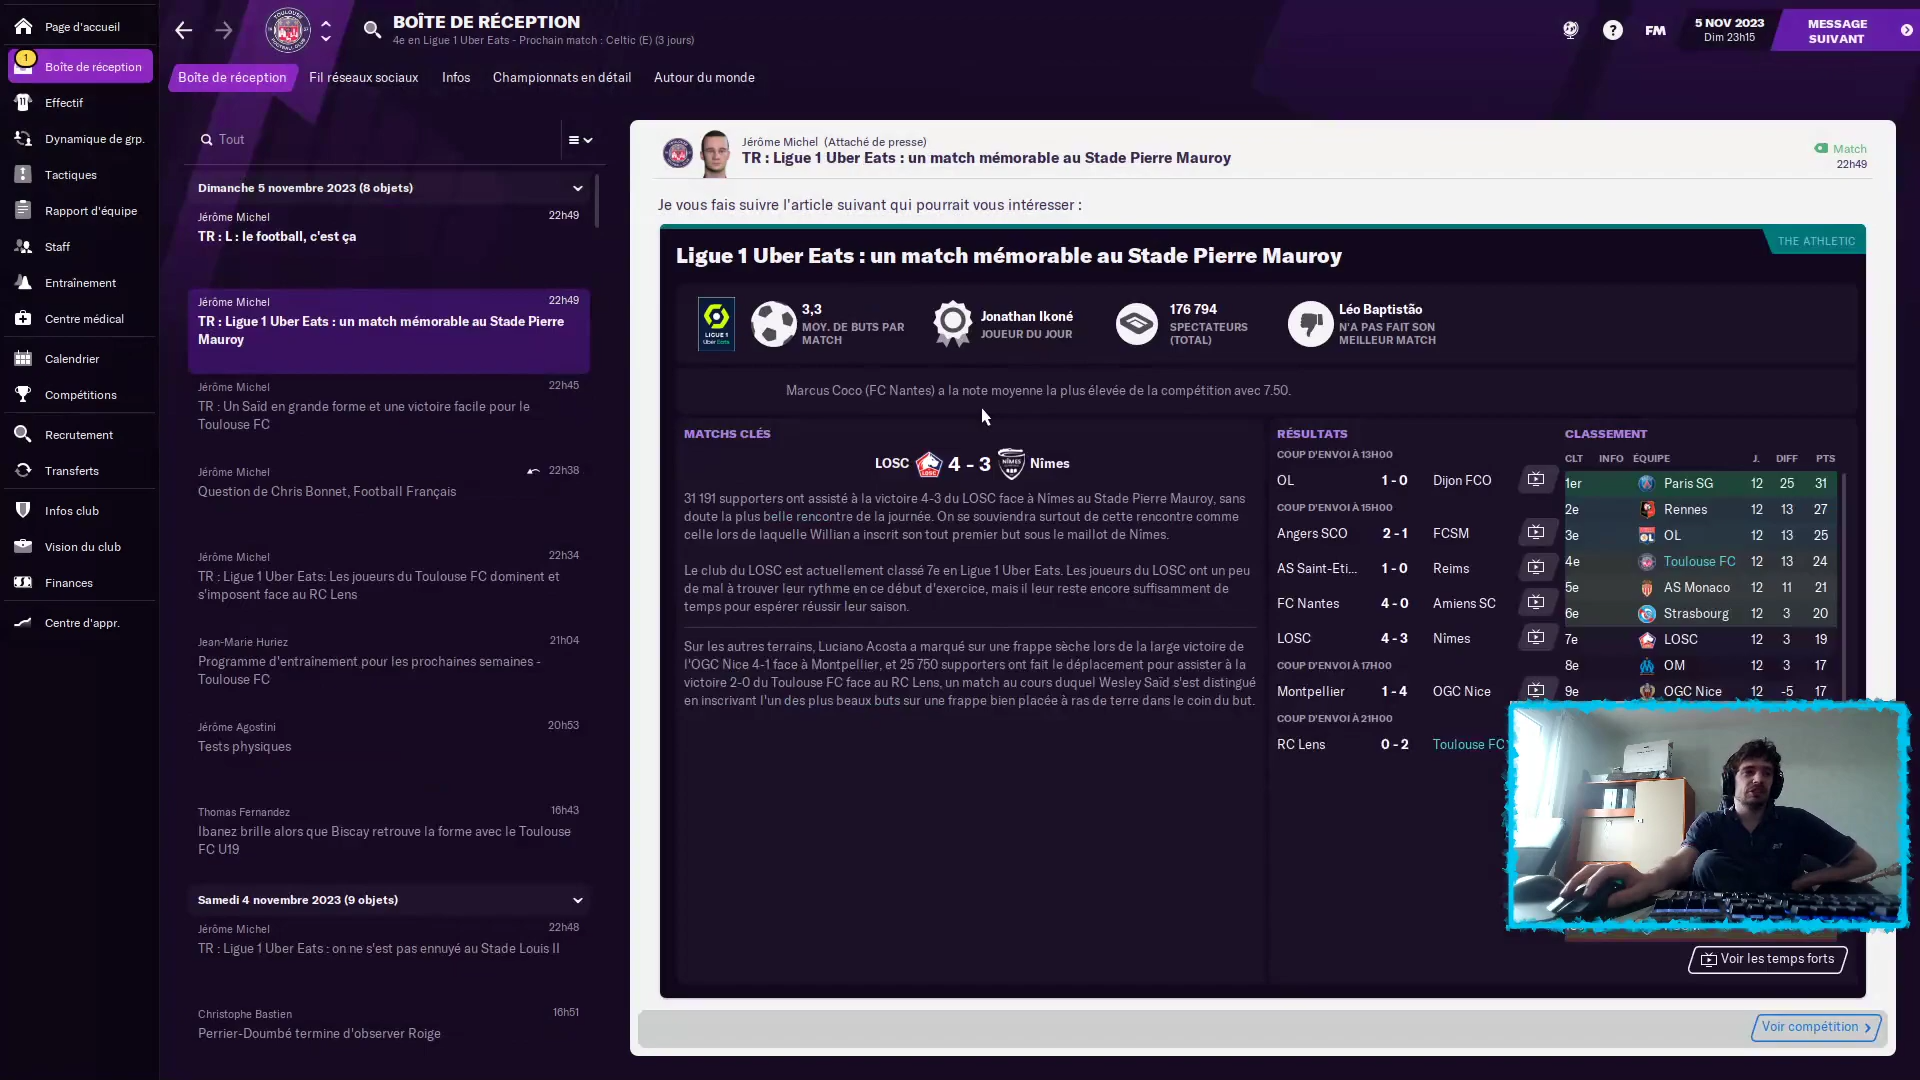 Page d'accueil
1
Boîte de réception
Effectif
Dynamique de grp.
Tactiques
Rapport d'équipe
Staff
Entraînement
Centre médical
Calendrier
Compétitions
Recrutement
Transferts
Infos club
Vision du club
Finances
Centre d'appr.
BOÎTE DE RÉCEPTION
4e en Ligue 1 Uber Eats - Prochain match : Celtic (E) (3 jours)
FM
5 NOV 2023
Dim 23h15
MESSAGE
SUIVANT
Boîte de réception
Fil réseaux sociaux
Infos
Championnats en détail
Autour du monde
Tout
Dimanche 5 novembre 2023 (8 objets)
Jérôme Michel 22h49
TR : L : le football, c'est ça
Jérôme Michel 22h49
TR : Ligue 1 Uber Eats : un match mémorable au Stade Pierre
Mauroy
Jérôme Michel 22h45
TR : Un Saïd en grande forme et une victoire facile pour le
Toulouse FC
Jérôme Michel 22h38
Question de Chris Bonnet, Football Français
Jérôme Michel 22h34
TR : Ligue 1 Uber Eats: Les joueurs du Toulouse FC dominent et
s'imposent face au RC Lens
Jean-Marie Huriez 21h04
Programme d'entraînement pour les prochaines semaines -
Toulouse FC
Jérôme Agostini 20h53
Tests physiques
Thomas Fernandez 16h43
Ibanez brille alors que Biscay retrouve la forme avec le Toulouse
FC U19
Samedi 4 novembre 2023 (9 objets)
Jérôme Michel 22h48
TR : Ligue 1 Uber Eats : on ne s'est pas ennuyé au Stade Louis II
Christophe Bastien 16h51
Perrier-Doumbé termine d'observer Roige
Jérôme Michel (Attaché de presse)
TR : Ligue 1 Uber Eats : un match mémorable au Stade Pierre Mauroy
Match
22h49
Je vous fais suivre l'article suivant qui pourrait vous intéresser :
Ligue 1 Uber Eats : un match mémorable au Stade Pierre Mauroy
THE ATHLETIC
LIGUE 1
Uber Eats
3,3
MOY. DE BUTS PAR
MATCH
Jonathan Ikoné
JOUEUR DU JOUR
176 794
SPECTATEURS
(TOTAL)
Léo Baptistão
N'A PAS FAIT SON
MEILLEUR MATCH
Marcus Coco (FC Nantes) a la note moyenne la plus élevée de la compétition avec 7.50.
MATCHS CLÉS
LOSC 4 - 3 Nîmes
31 191 supporters ont assisté à la victoire 4-3 du LOSC face à Nîmes au Stade Pierre Mauroy, sans
doute la plus belle rencontre de la journée. On se souviendra surtout de cette rencontre comme
celle lors de laquelle Willian a inscrit son tout premier but sous le maillot de Nîmes.
Le club du LOSC est actuellement classé 7e en Ligue 1 Uber Eats. Les joueurs du LOSC ont un peu
de mal à trouver leur rythme en ce début d'exercice, mais il leur reste encore suffisamment de
temps pour espérer réussir leur saison.
Sur les autres terrains, Luciano Acosta a marqué sur une frappe sèche lors de la large victoire de
l'OGC Nice 4-1 face à Montpellier, et 25 750 supporters ont fait le déplacement pour assister à la
victoire 2-0 du Toulouse FC face au RC Lens, un match au cours duquel Wesley Saïd s'est distingué
en inscrivant l'un des plus beaux buts sur une frappe bien placée à ras de terre dans le coin du but.
RÉSULTATS
COUP D'ENVOI À 13H00
OL 1 - 0 Dijon FCO
COUP D'ENVOI À 15H00
Angers SCO 2 - 1 FCSM
AS Saint-Eti... 1 - 0 Reims
FC Nantes 4 - 0 Amiens SC
LOSC 4 - 3 Nîmes
COUP D'ENVOI À 17H00
Montpellier 1 - 4 OGC Nice
COUP D'ENVOI À 21H00
RC Lens 0 - 2 Toulouse FC
CLASSEMENT
CLT INFO ÉQUIPE J. DIFF PTS
1er Paris SG 12 25 31
2e Rennes 12 13 27
3e OL 12 13 25
4e Toulouse FC 12 13 24
5e AS Monaco 12 11 21
6e Strasbourg 12 3 20
7e LOSC 12 3 19
8e OM 12 3 17
9e OGC Nice 12 -5 17
Voir les temps forts
Voir compétition